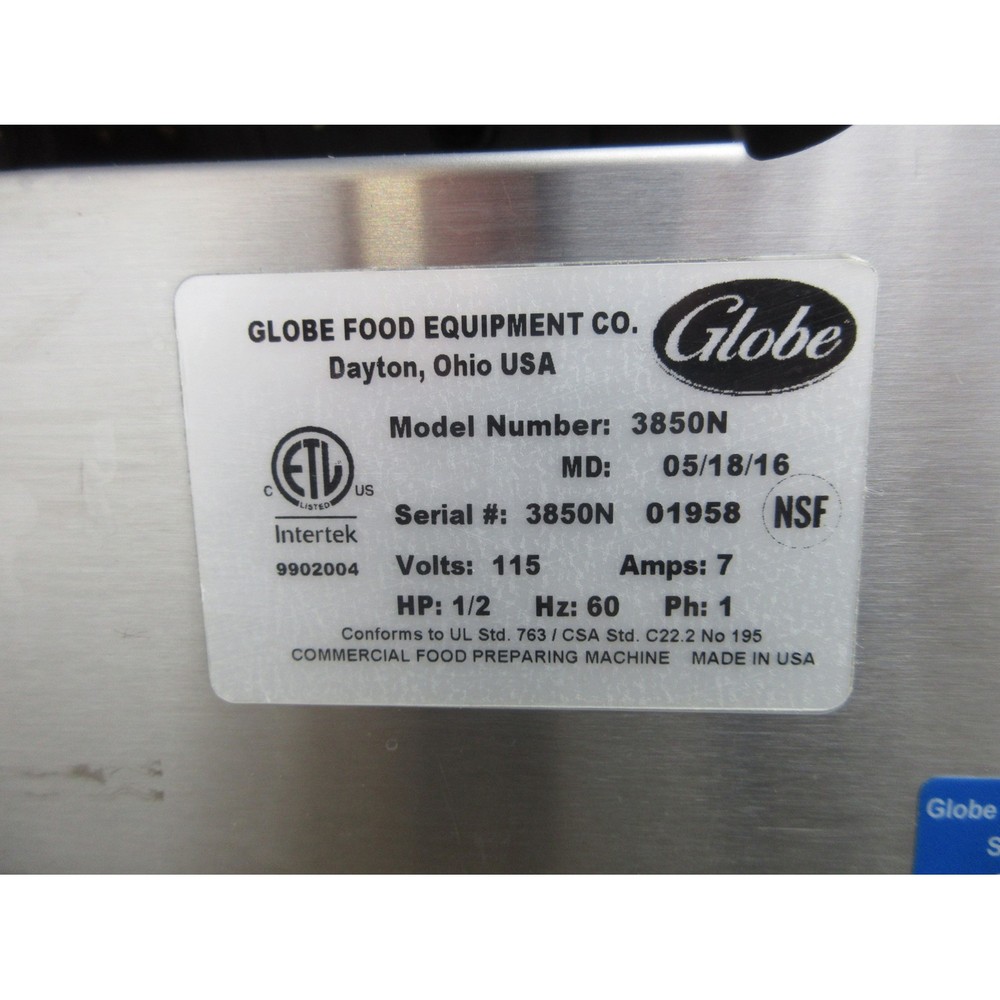 GLOBE FOOD EQUIPMENT CO.
Dayton, Ohio USA
Globe
Model Number: 3850N
MD: 05/18/16
Serial #: 3850N 01958
NSF
C ETL US
LISTED
Intertek
9902004
Volts: 115 Amps: 7
HP: 1/2 Hz: 60 Ph: 1
Conforms to UL Std. 763 / CSA Std. C22.2 No 195
COMMERCIAL FOOD PREPARING MACHINE MADE IN USA
Globe
S